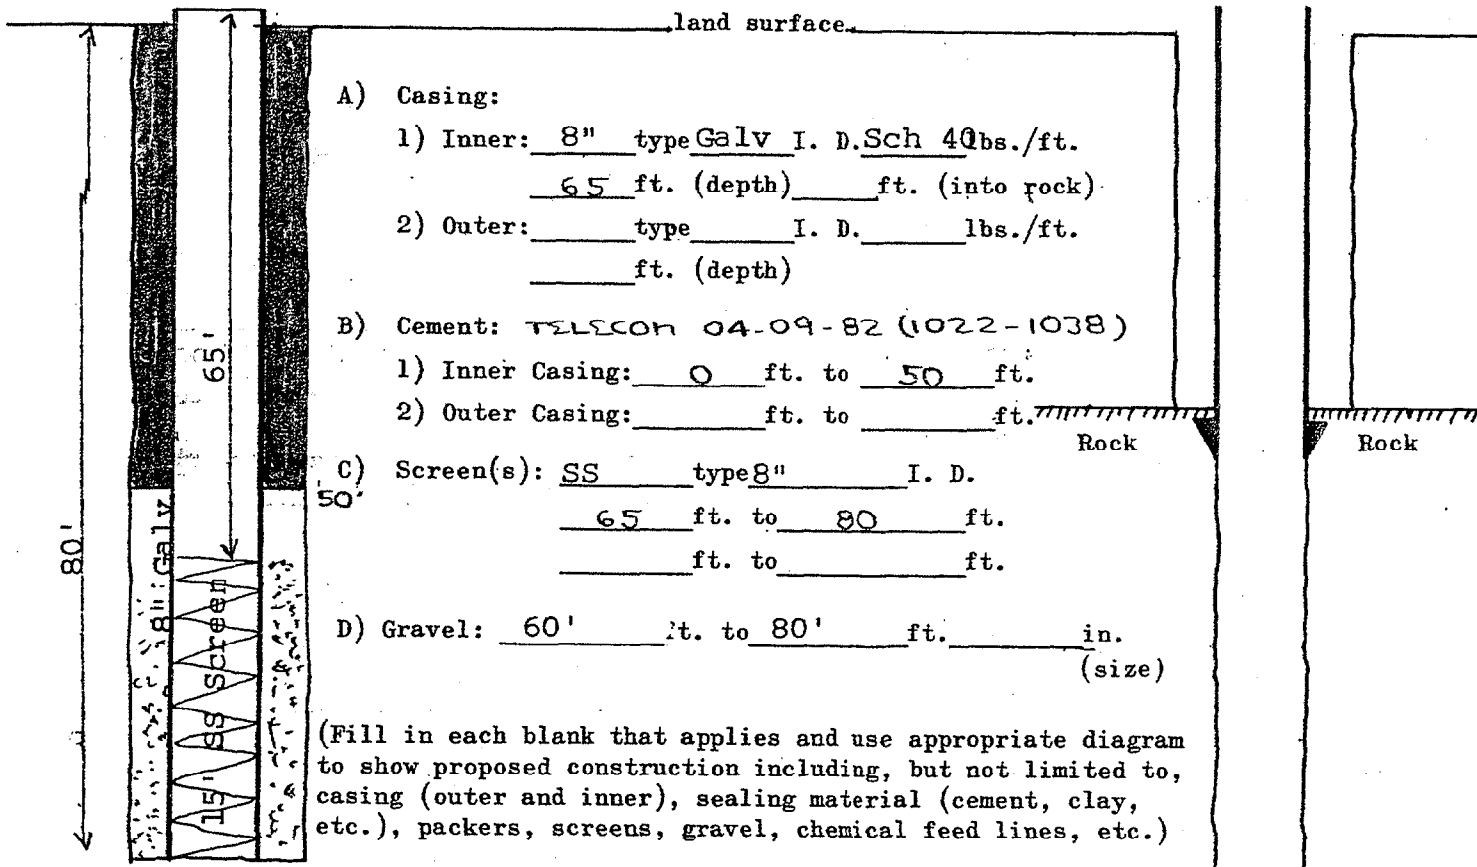 land surface
A) Casing:
1) Inner: 8" type Galv I. D. Sch 40 lbs./ft.
65 ft. (depth) ft. (into rock)
2) Outer: type I. D. lbs./ft.
ft. (depth)
B) Cement: TELECON 04-09-82 (1022-1038)
1) Inner Casing: 0 ft. to 50 ft.
2) Outer Casing: ft. to ft.
Rock Rock
C) Screen(s): SS type 8" I. D.
50'
65 ft. to 80 ft.
ft. to ft.
D) Gravel: 60' ft. to 80' ft. in.
(size)
(Fill in each blank that applies and use appropriate diagram
to show proposed construction including, but not limited to,
casing (outer and inner), sealing material (cement, clay,
etc.), packers, screens, gravel, chemical feed lines, etc.)
80'
65'
8" Galv
15' SS Screen